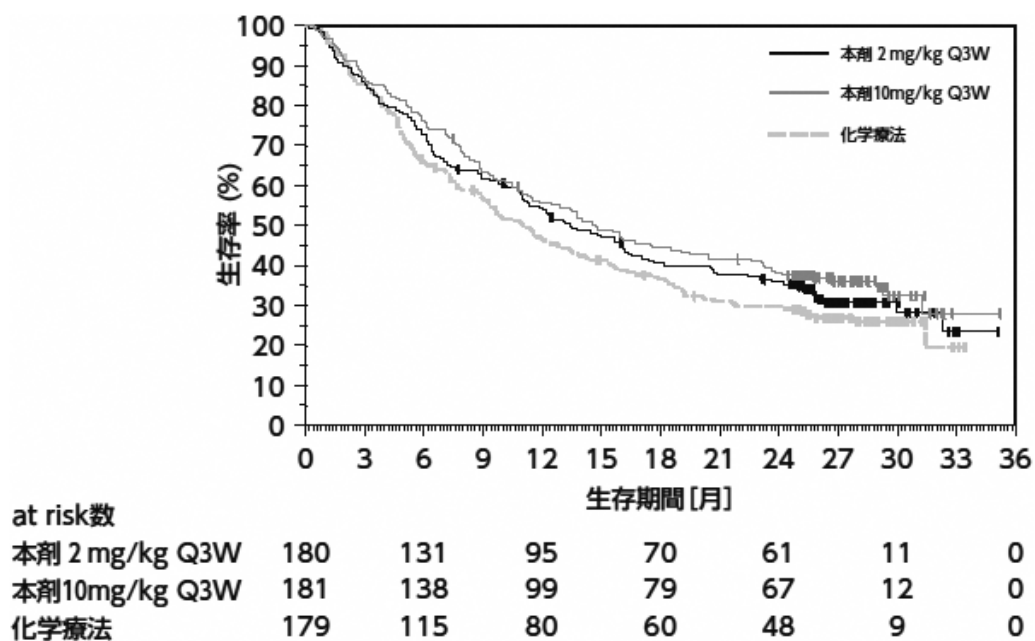 100
90
80
70
60
50
40
30
20
10
0
生存率 (%)
本剤 2 mg/kg Q3W
本剤10mg/kg Q3W
化学療法
0 3 6 9 12 15 18 21 24 27 30 33 36
生存期間 [月]
at risk数
本剤 2 mg/kg Q3W 180 131 95 70 61 11 0
本剤10mg/kg Q3W 181 138 99 79 67 12 0
化学療法 179 115 80 60 48 9 0